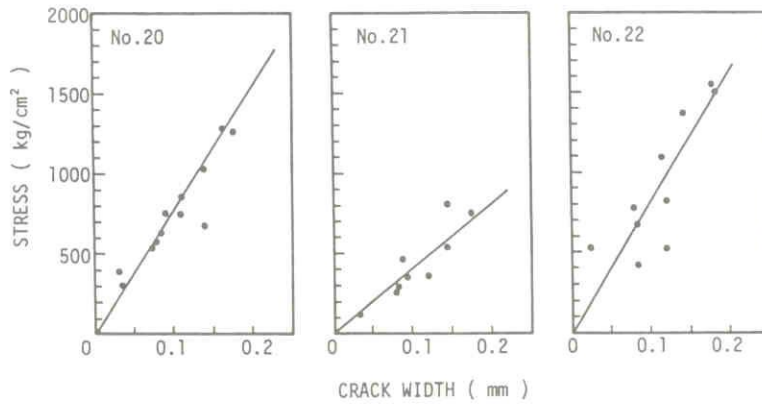 2000
1500
1000
500
STRESS ( kg/cm² )
No.20
No.21
No.22
0 0.1 0.2
0 0.1 0.2
0 0.1 0.2
CRACK WIDTH ( mm )